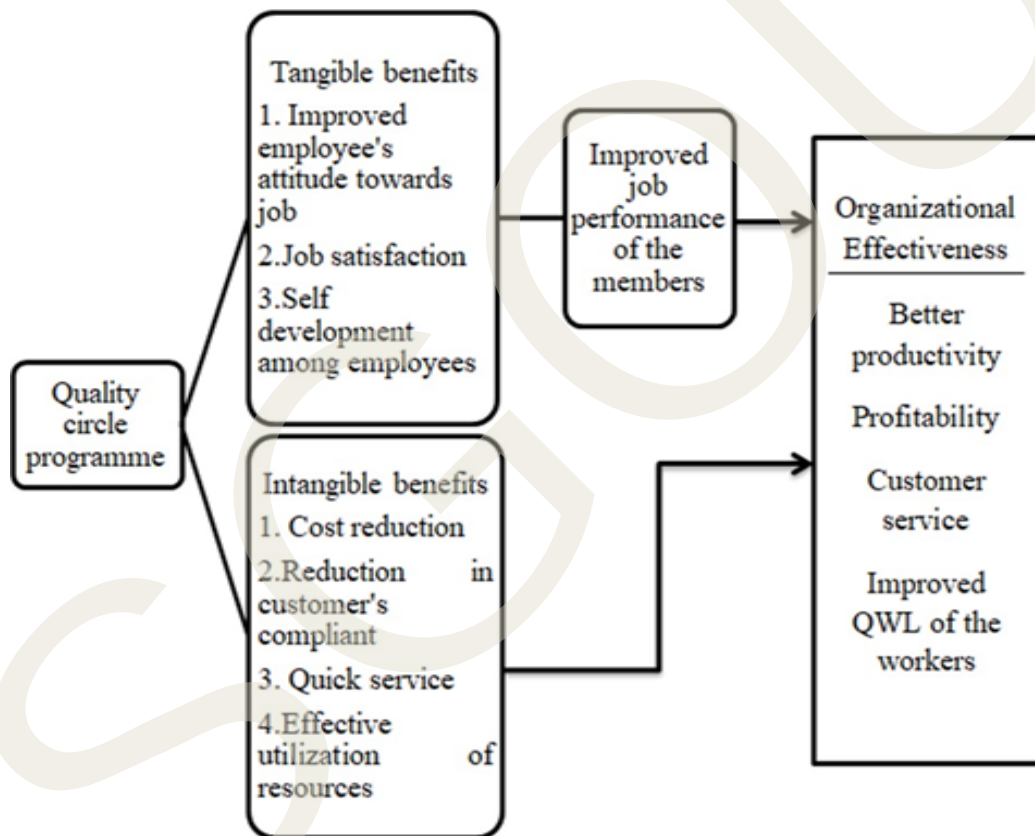 Quality
circle
programme
Tangible benefits
1. Improved
employee's
attitude towards
job
2.Job satisfaction
3.Self
development
among employees
Intangible benefits
1. Cost reduction
2.Reduction in
customer's
compliant
3. Quick service
4.Effective
utilization of
resources
Improved
job
performance
of the
members
Organizational
Effectiveness
Better
productivity
Profitability
Customer
service
Improved
QWL of the
workers
SGOU